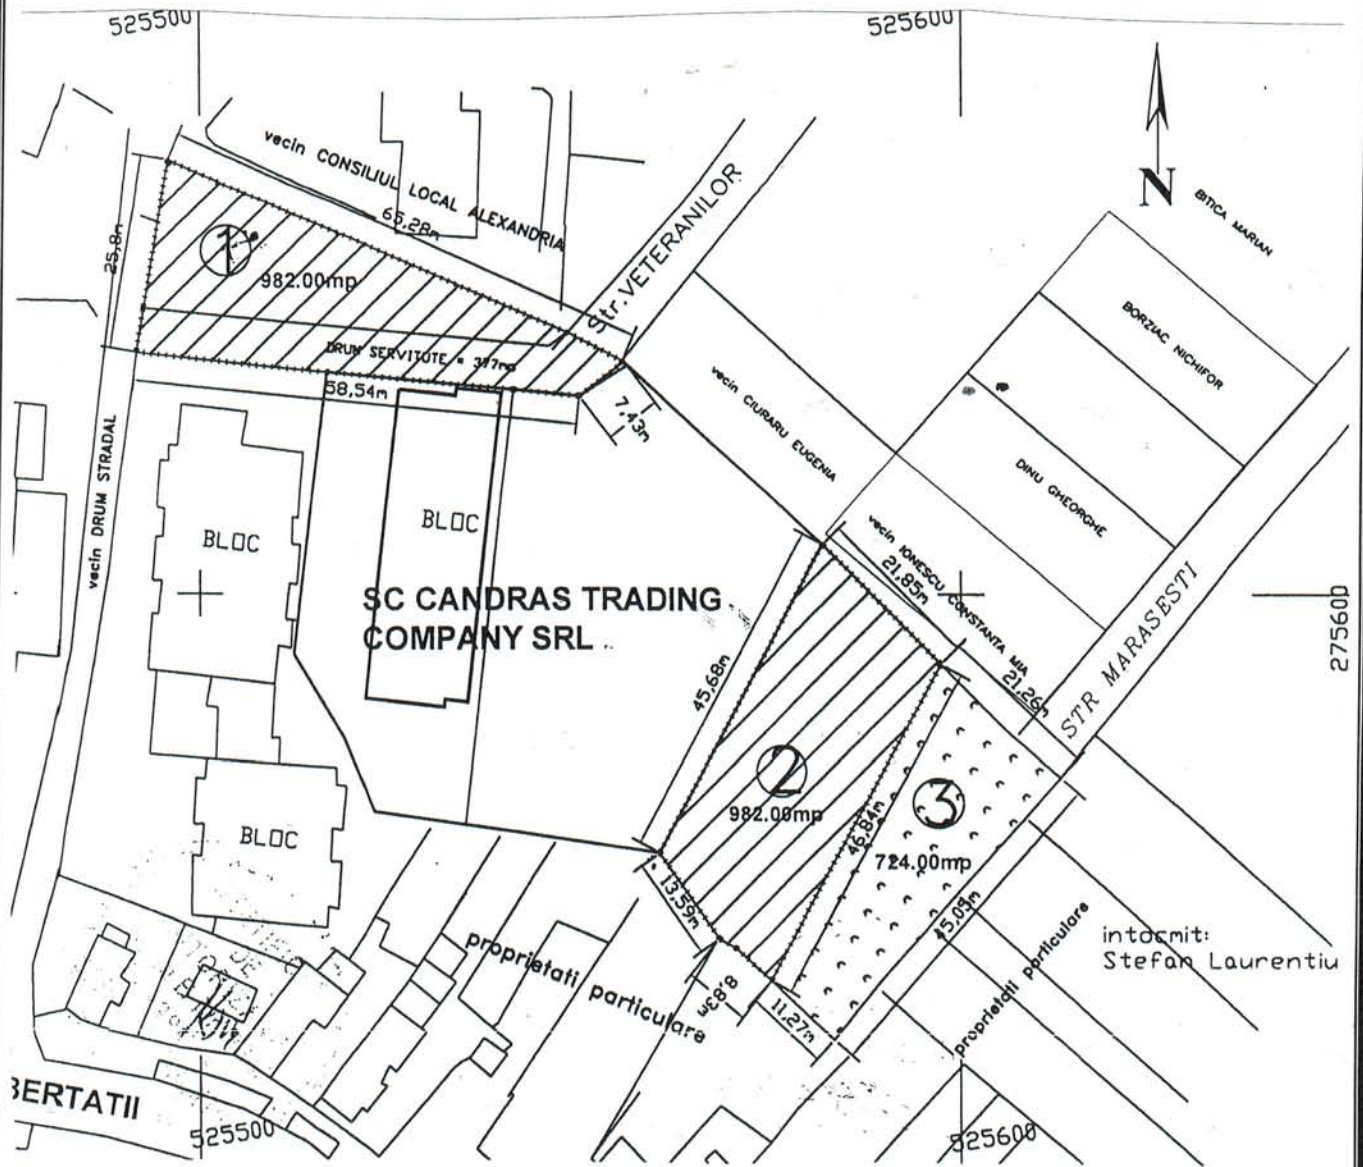 525500
525600
vecin CONSILIUL LOCAL ALEXANDRIA
65,28m
Str. VETERANILOR
N
BITICA MARIAN
25,8m
1
982.00mp
BORZIAC NICHIFOR
DRUM SERVITUTE = 377mp
58,54m
7,43m
vecin CIURARU EUGENIA
DINU GHEORGHE
vecin DRUM STRADAL
BLOC
BLOC
vecin IONESCU CONSTANTA MIA
21,85m
21,26m
SC CANDRAS TRADING
COMPANY SRL
275600
STR MARASESTI
45,68m
2
982.00mp
3
46,84m
724.00mp
BLOC
13,59m
45,05m
proprietati particulare
proprietati particulare
intocmit:
Stefan Laurentiu
8,83m
11,27m
BERTATII
525500
525600